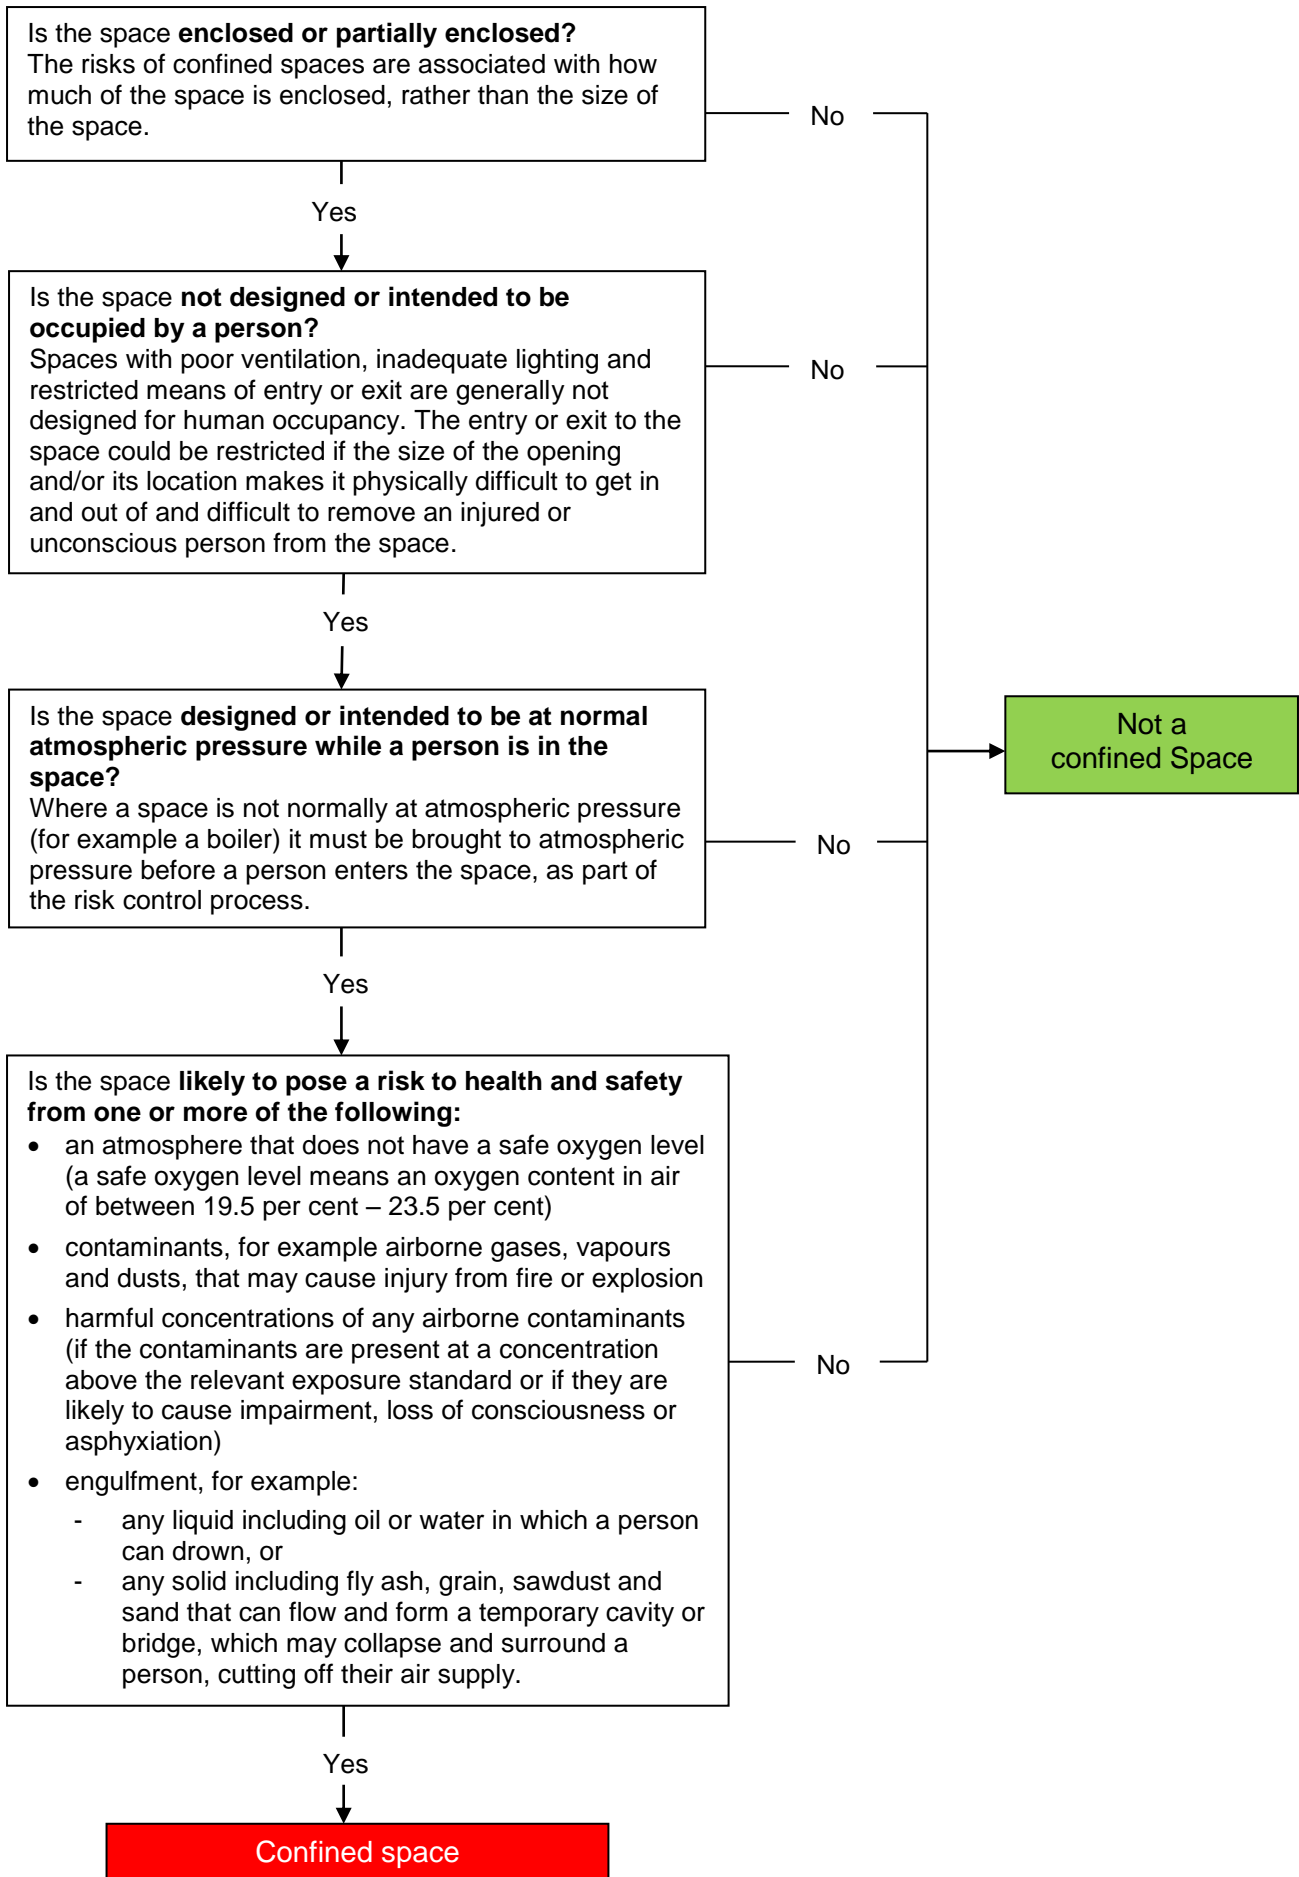 Is the space enclosed or partially enclosed?
The risks of confined spaces are associated with how
much of the space is enclosed, rather than the size of
the space.
No
Yes
Is the space not designed or intended to be
occupied by a person?
Spaces with poor ventilation, inadequate lighting and
restricted means of entry or exit are generally not
designed for human occupancy. The entry or exit to the
space could be restricted if the size of the opening
and/or its location makes it physically difficult to get in
and out of and difficult to remove an injured or
unconscious person from the space.
No
Yes
Is the space designed or intended to be at normal
atmospheric pressure while a person is in the
space?
Where a space is not normally at atmospheric pressure
(for example a boiler) it must be brought to atmospheric
pressure before a person enters the space, as part of
the risk control process.
No
Not a
confined Space
Yes
Is the space likely to pose a risk to health and safety
from one or more of the following:
• an atmosphere that does not have a safe oxygen level
(a safe oxygen level means an oxygen content in air
of between 19.5 per cent – 23.5 per cent)
• contaminants, for example airborne gases, vapours
and dusts, that may cause injury from fire or explosion
• harmful concentrations of any airborne contaminants
(if the contaminants are present at a concentration
above the relevant exposure standard or if they are
likely to cause impairment, loss of consciousness or
asphyxiation)
• engulfment, for example:
- any liquid including oil or water in which a person
can drown, or
- any solid including fly ash, grain, sawdust and
sand that can flow and form a temporary cavity or
bridge, which may collapse and surround a
person, cutting off their air supply.
No
Yes
Confined space